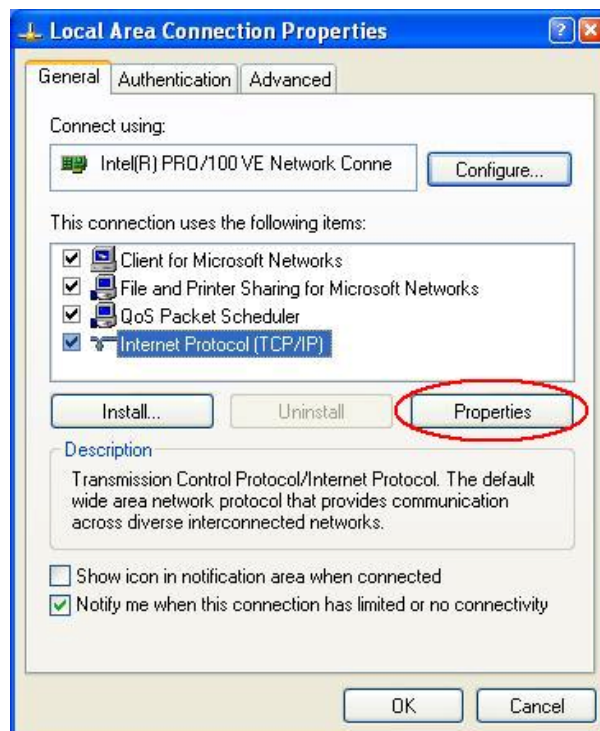 Local Area Connection Properties
General
Authentication
Advanced
Connect using:
Intel(R) PRO/100 VE Network Conne
Configure...
This connection uses the following items:
Client for Microsoft Networks
File and Printer Sharing for Microsoft Networks
QoS Packet Scheduler
Internet Protocol (TCP/IP)
Install...
Uninstall
Properties
Description
Transmission Control Protocol/Internet Protocol. The default
wide area network protocol that provides communication
across diverse interconnected networks.
Show icon in notification area when connected
Notify me when this connection has limited or no connectivity
OK
Cancel